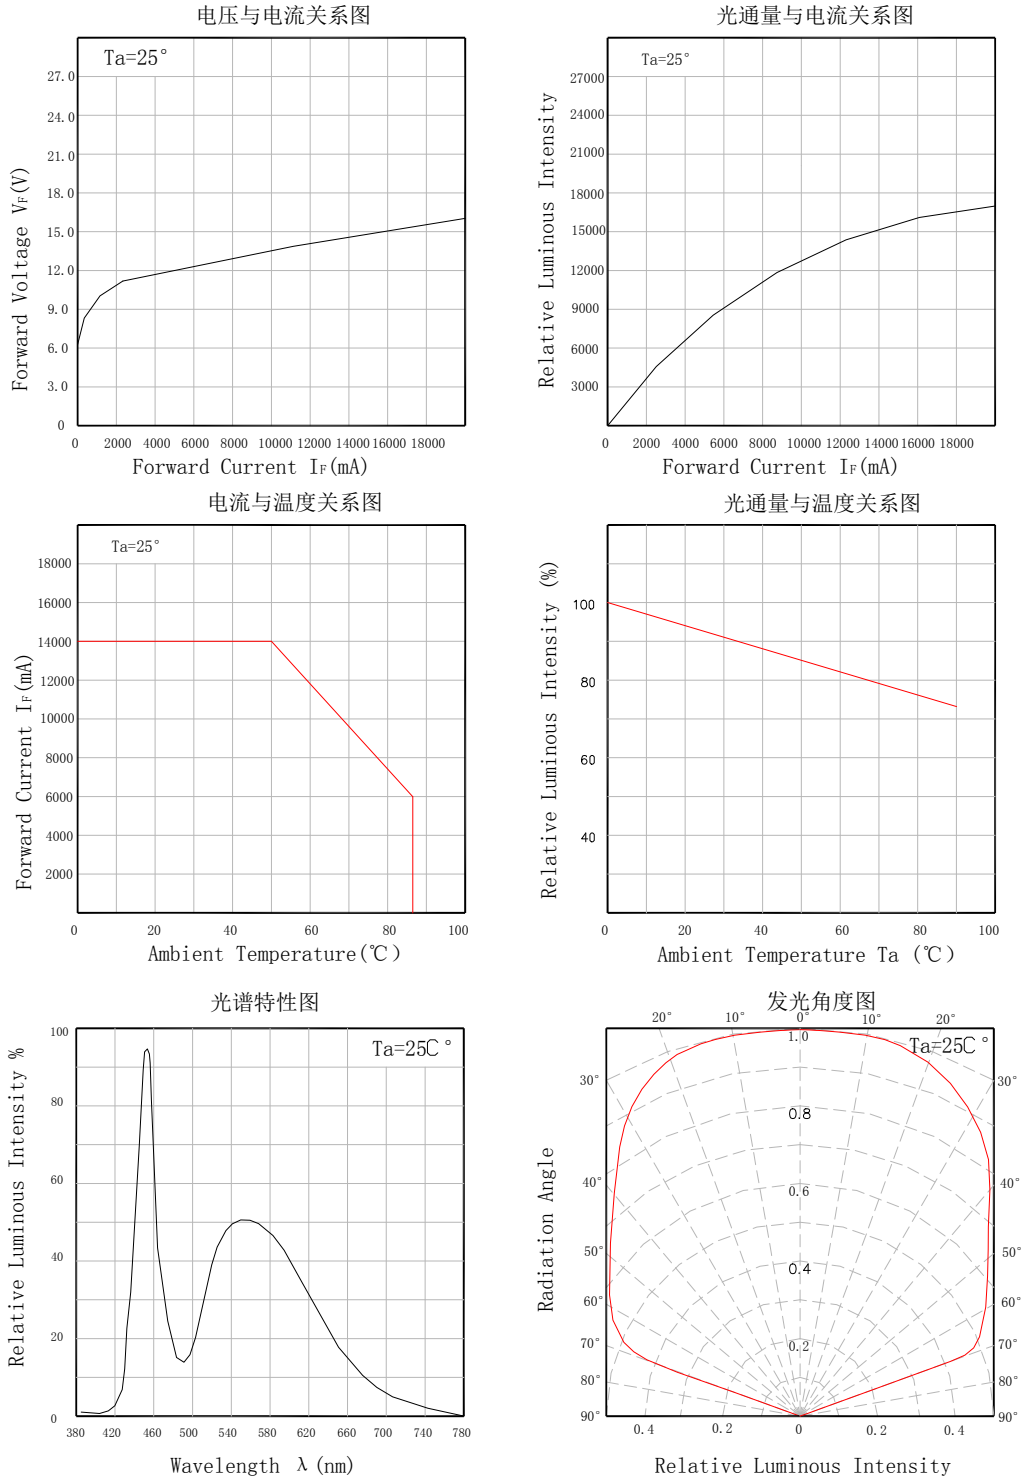 电压与电流关系图
Ta=25°
27.0
24.0
21.0
18.0
15.0
12.0
9.0
6.0
3.0
0
Forward Voltage VF(V)
0 2000 4000 6000 8000 10000 12000 14000 16000 18000
Forward Current IF(mA)
光通量与电流关系图
Ta=25°
27000
24000
21000
18000
15000
12000
9000
6000
3000
Relative Luminous Intensity
0 2000 4000 6000 8000 10000 12000 14000 16000 18000
Forward Current IF(mA)
电流与温度关系图
Ta=25°
18000
16000
14000
12000
10000
8000
6000
4000
2000
Forward Current IF(mA)
0 20 40 60 80 100
Ambient Temperature(℃)
光通量与温度关系图
100
80
60
40
Relative Luminous Intensity (%)
0 20 40 60 80 100
Ambient Temperature Ta (℃)
光谱特性图
Ta=25C°
100
80
60
40
20
0
Relative Luminous Intensity %
380 420 460 500 540 580 620 660 700 740 780
Wavelength λ(nm)
发光角度图
20° 10° 0° 10° 20°
Ta=25C°
1.0
30° 30°
0.8
40° 0.6 40°
50° 0.4 50°
60° 60°
70° 0.2 70°
80° 80°
90° 90°
Radiation Angle
0.4 0.2 0 0.2 0.4
Relative Luminous Intensity